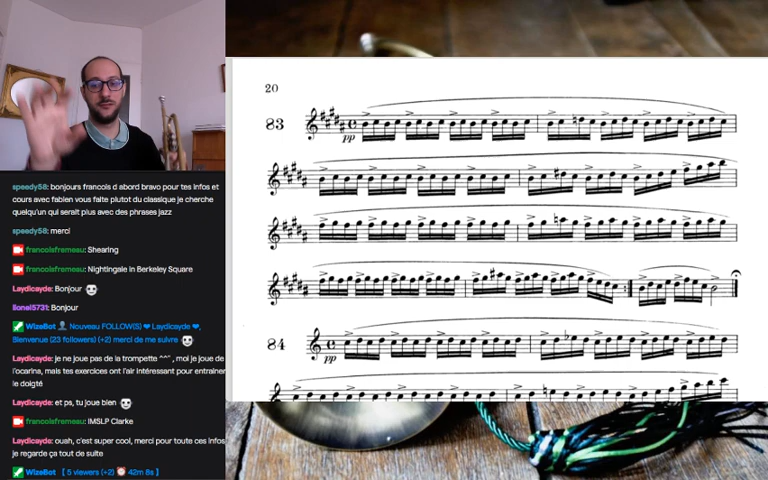 speedy58: bonjours francois d abord bravo pour tes infos et
cours avec fabien vous faite plutot du classique je cherche
quelqu'un qui serait plus avec des phrases jazz
speedy58: merci
francoisfremeau: Shearing
francoisfremeau: Nightingale in Berkeley Square
Laydicayde: Bonjour
lionel5731: Bonjour
WizeBot Nouveau FOLLOW(S) ❤ Laydicayde ❤,
Bienvenue (23 followers) (+2) merci de me suivre
Laydicayde: je ne joue pas de la trompette ^^' , moi je joue de
l'ocarina, mais tes exercices ont l'air intéressant pour entrainer
le doigté
Laydicayde: et ps, tu joue bien
francoisfremeau: IMSLP Clarke
Laydicayde: ouah, c'est super cool, merci pour toute ces infos
je regarde ça tout de suite
WizeBot [ 5 viewers (+2) ⏰ 42m 8s ]
20
83
pp
84
pp